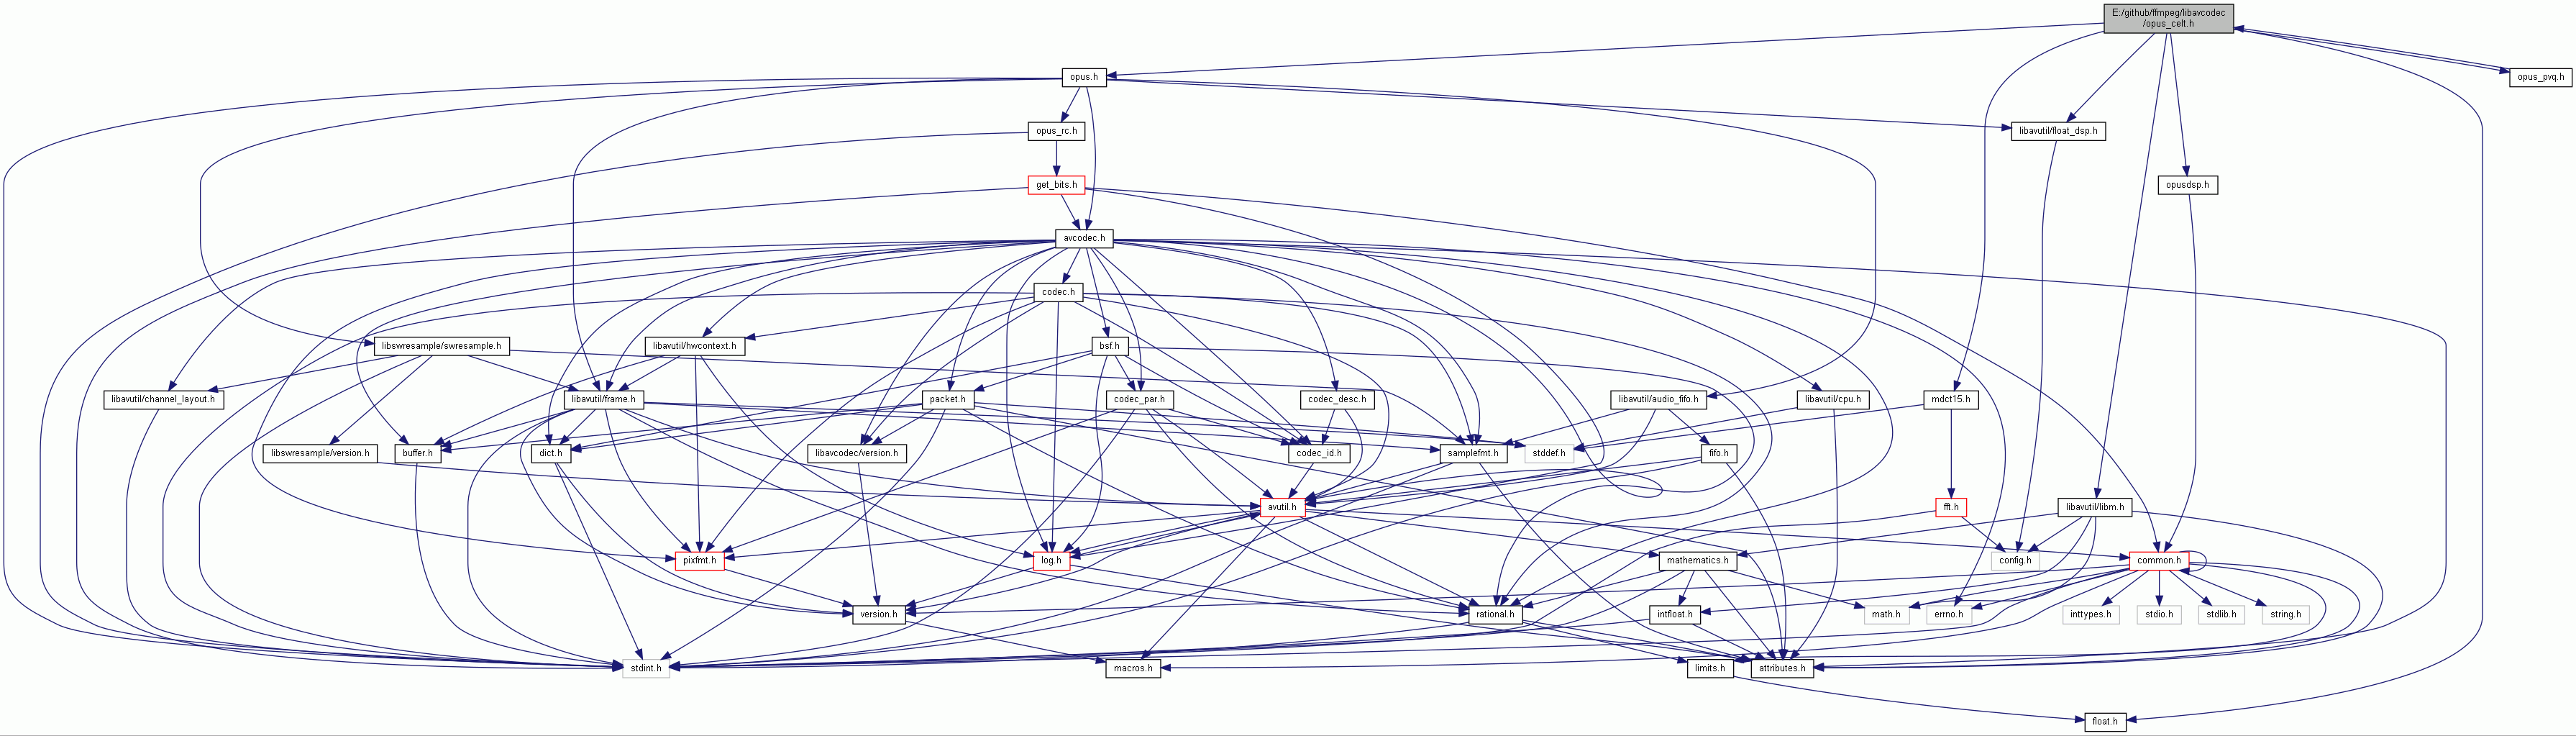 E:/github/ffmpeg/libavcodec
/opus_celt.h
opus.h
opus_pvq.h
opus_rc.h
libavutil/float_dsp.h
get_bits.h
opusdsp.h
avcodec.h
codec.h
libswresample/swresample.h
libavutil/hwcontext.h
bsf.h
libavutil/channel_layout.h
libavutil/frame.h
packet.h
codec_par.h
codec_desc.h
libavutil/audio_fifo.h
libavutil/cpu.h
mdct15.h
libswresample/version.h
buffer.h
dict.h
libavcodec/version.h
codec_id.h
samplefmt.h
stddef.h
fifo.h
avutil.h
fft.h
libavutil/libm.h
pixfmt.h
log.h
mathematics.h
config.h
common.h
version.h
rational.h
intfloat.h
math.h
errno.h
inttypes.h
stdio.h
stdlib.h
string.h
stdint.h
macros.h
limits.h
attributes.h
float.h